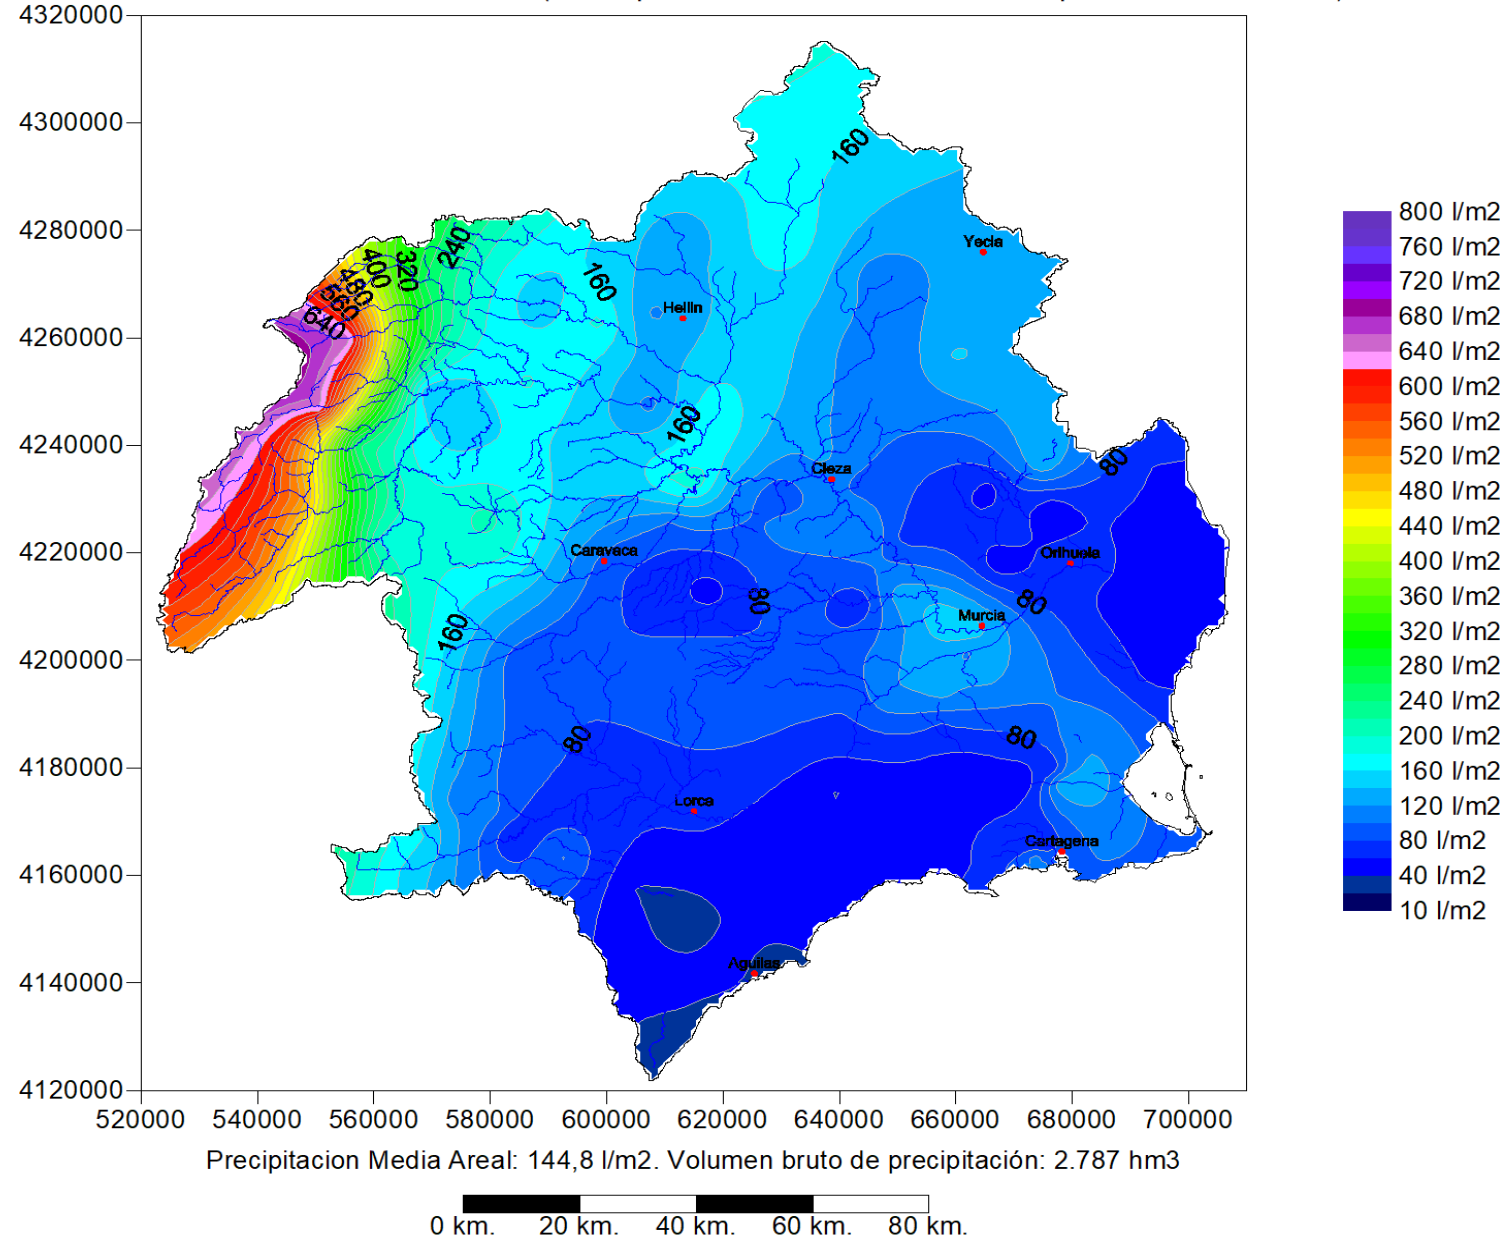 4320000
4300000
160
4280000
240
Yecla
800 l/m2
760 l/m2
400
320
160
720 l/m2
480
560
Hellin
680 l/m2
640
4260000
640 l/m2
600 l/m2
160
560 l/m2
4240000
80
520 l/m2
Cieza
480 l/m2
440 l/m2
4220000
Caravaca
Orihuela
400 l/m2
80
80
360 l/m2
Murcia
320 l/m2
160
4200000
280 l/m2
240 l/m2
80
80
200 l/m2
4180000
160 l/m2
Lorca
120 l/m2
Cartagena
80 l/m2
4160000
40 l/m2
10 l/m2
Aguilas
4140000
4120000
520000 540000 560000 580000 600000 620000 640000 660000 680000 700000
Precipitacion Media Areal: 144,8 l/m2. Volumen bruto de precipitación: 2.787 hm3
0 km. 20 km. 40 km. 60 km. 80 km.